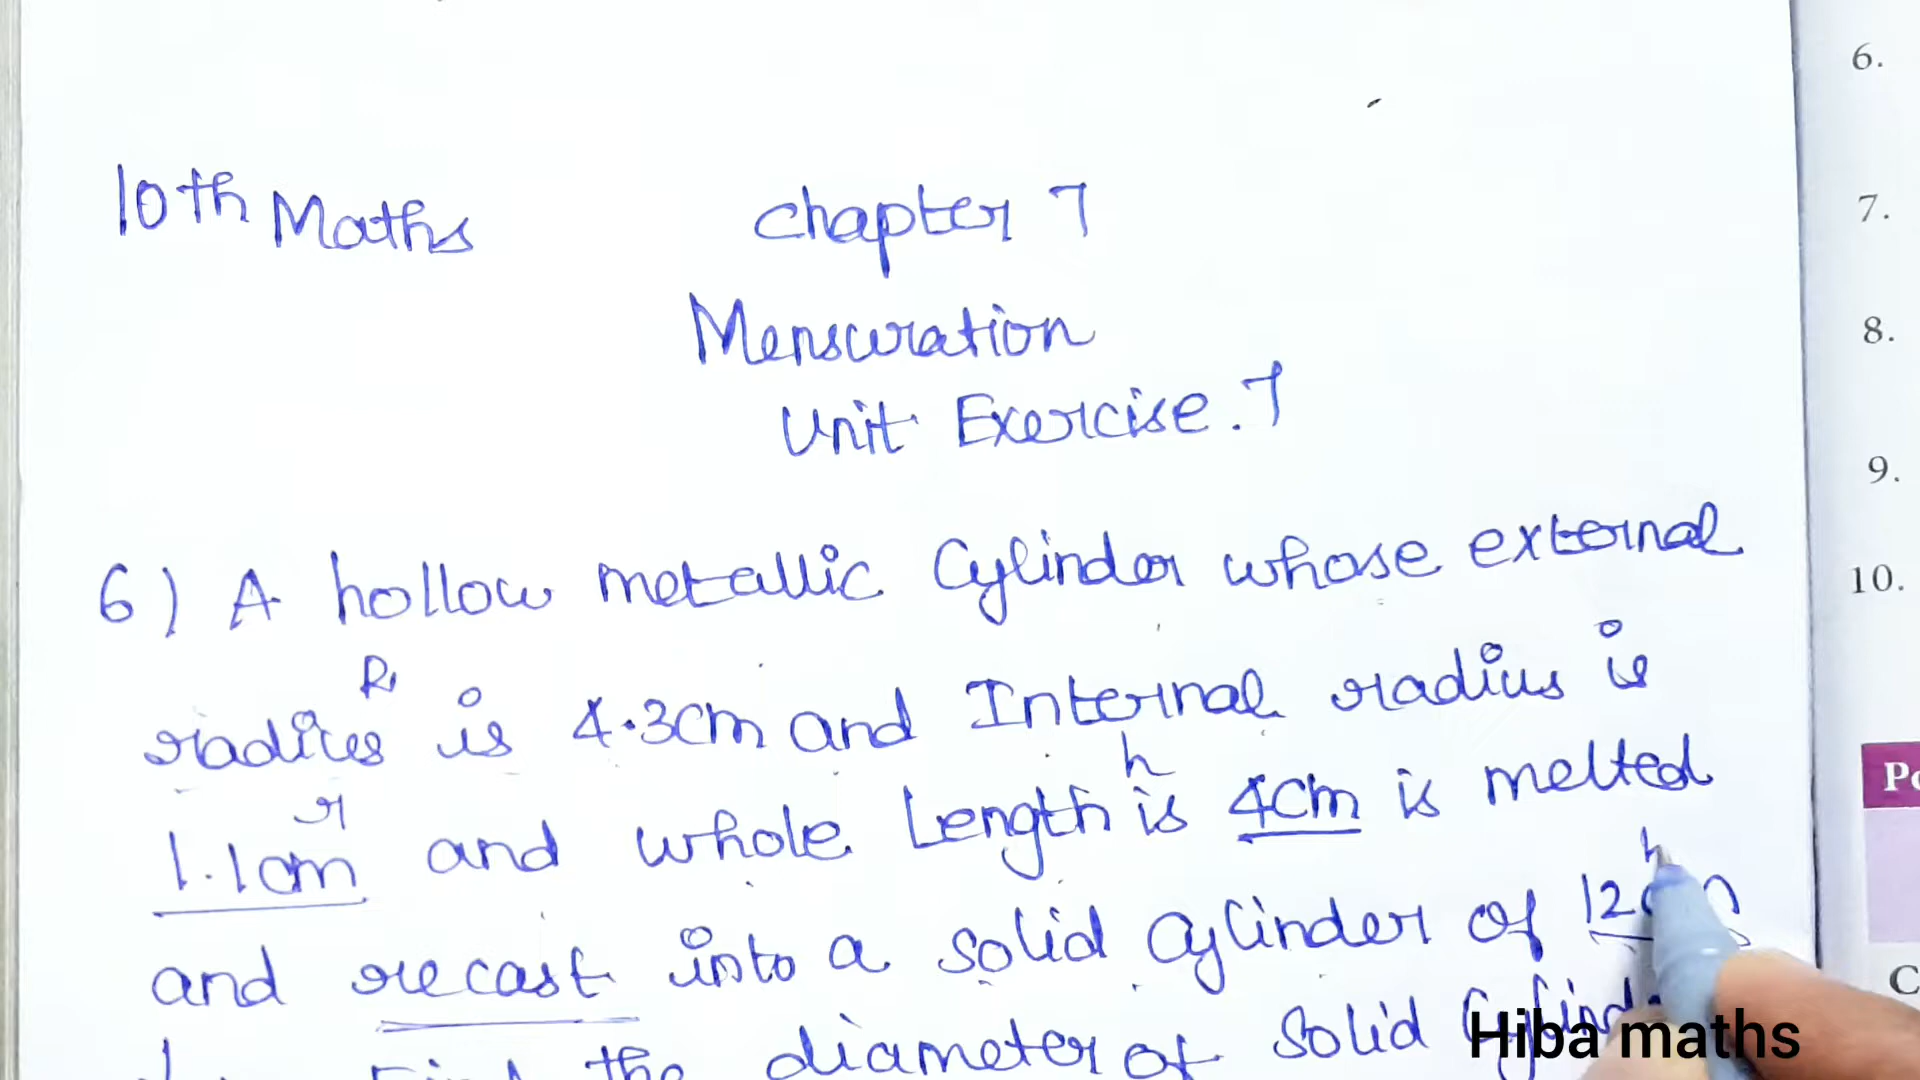 10th Maths
Chapter 7
Mensuration
Unit Exercise.7
6) A hollow metallic Cylinder whose external
R
radius is 4.3cm and Internal radius is
r h
1.1cm and whole Length is 4cm is melted
h
and recast into a solid cylinder of 12
the diameter of solid
Hiba maths
6.
7.
8.
9.
10.